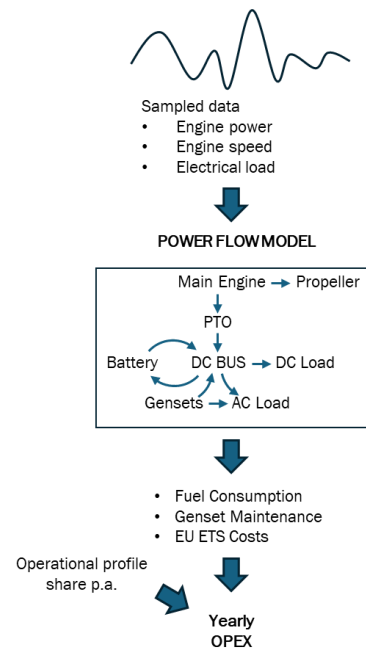 Sampled data
• Engine power
• Engine speed
• Electrical load
POWER FLOW MODEL
Main Engine Propeller
PTO
Battery DC BUS DC Load
Gensets AC Load
• Fuel Consumption
• Genset Maintenance
• EU ETS Costs
Operational profile
share p.a.
Yearly
OPEX